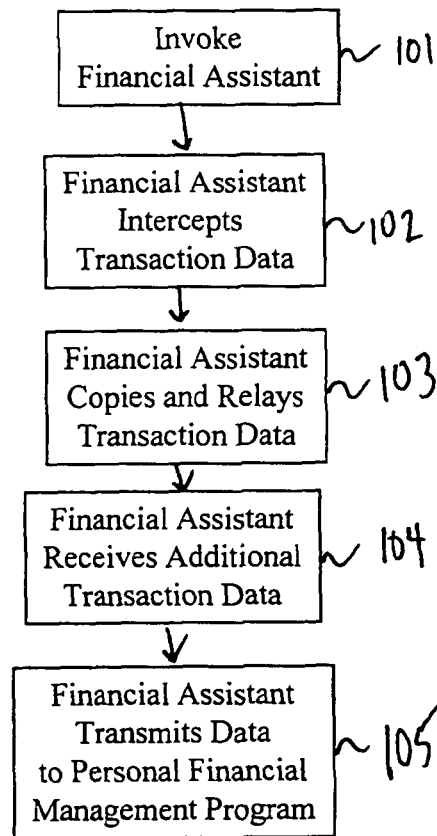 Invoke
Financial Assistant
101
Financial Assistant
Intercepts
Transaction Data
102
Financial Assistant
Copies and Relays
Transaction Data
103
Financial Assistant
Receives Additional
Transaction Data
104
Financial Assistant
Transmits Data
to Personal Financial
Management Program
105